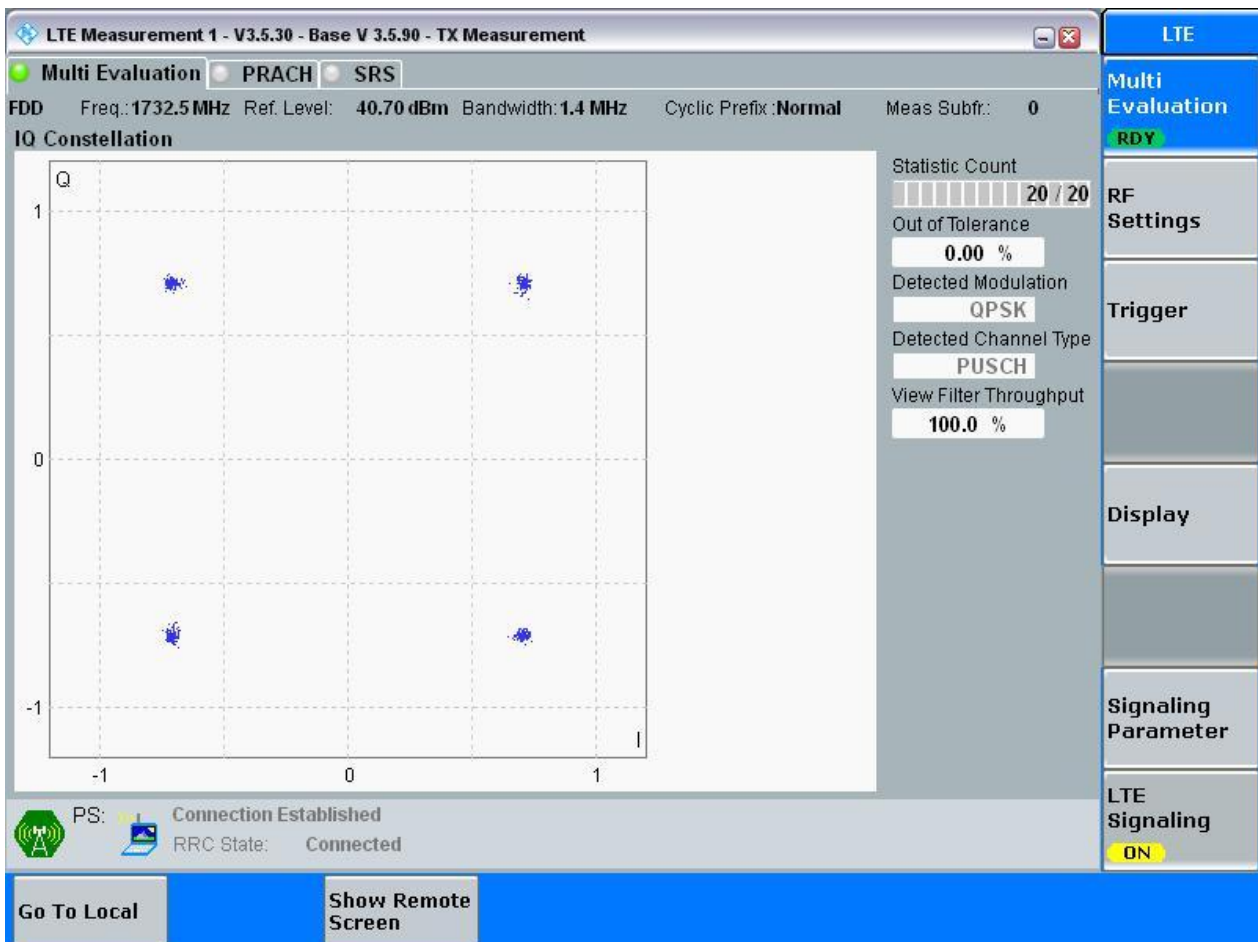 LTE Measurement 1 - V3.5.30 - Base V 3.5.90 - TX Measurement
Multi Evaluation PRACH SRS
FDD Freq.: 1732.5 MHz Ref. Level: 40.70 dBm Bandwidth: 1.4 MHz Cyclic Prefix : Normal Meas Subfr.: 0
IQ Constellation
Q
1
0
-1
I
-1 0 1
Statistic Count
20 / 20
Out of Tolerance
0.00 %
Detected Modulation
QPSK
Detected Channel Type
PUSCH
View Filter Throughput
100.0 %
PS: Connection Established
RRC State: Connected
LTE
Multi
Evaluation
RDY
RF
Settings
Trigger
Display
Signaling
Parameter
LTE
Signaling
ON
Go To Local
Show Remote
Screen